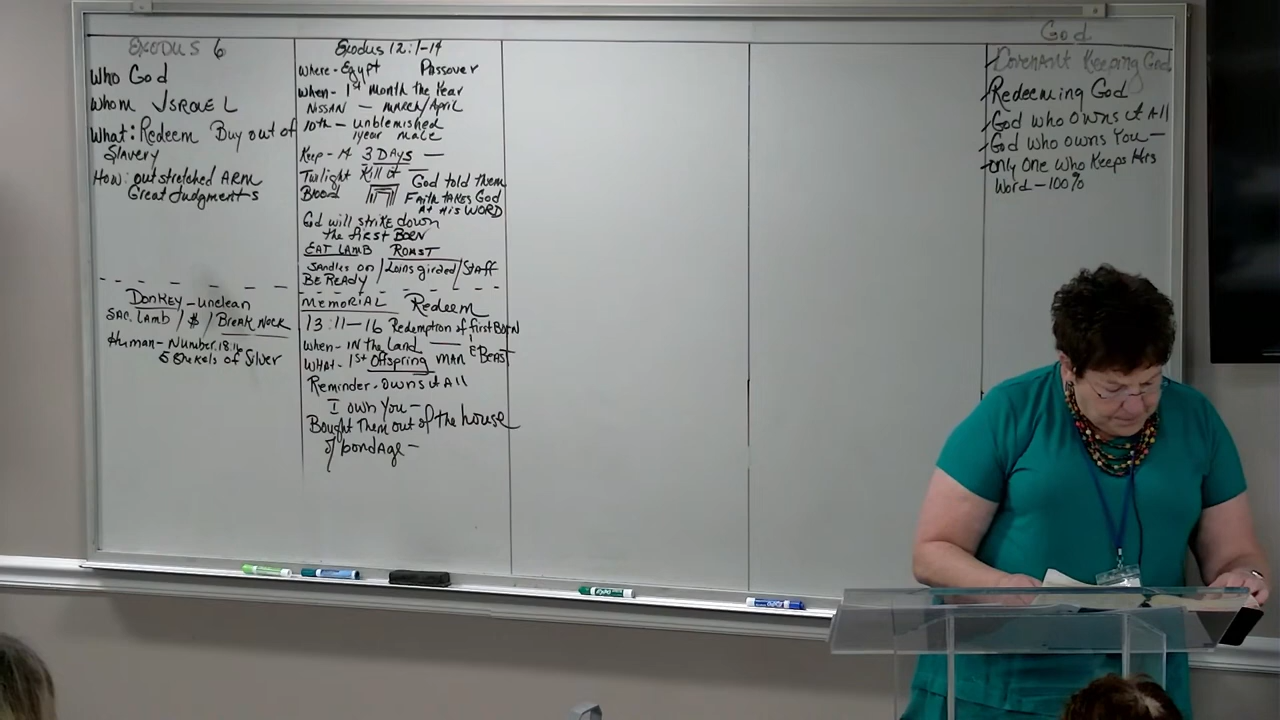 Exodus 6
Who God
Whom ISRAEL
What: Redeem Buy out of
Slavery
How: outstretched ARM
Great Judgments
Donkey - unclean
SAC. LAMB / $ / Break Neck
Human - Number 18:16
5 Shekels of Silver
Exodus 12:1-14
Where - Egypt Passover
When - 1st Month the Year
NISSAN - MARCH/April
10th - unblemished
1year male
Keep - 14 3 DAYS -
Twilight Kill it -
Blood God told them
FAITH TAKES GOD
At His WORD
God will strike down
the first BORN
EAT LAMB ROAST
Sandles on / Loins girded / Staff
BE READY
MEMORIAL Redeem
13:11-16 Redemption of first BORN
When - IN the Land
WHAT - 1st Offspring MAN & BEAST
Reminder - owns it All
I own You -
Bought Them out of the house
of bondage -
God
Covenant Keeping God
Redeeming God
God who owns it All
God who owns You -
only One who Keeps His
Word - 100%
EXPO